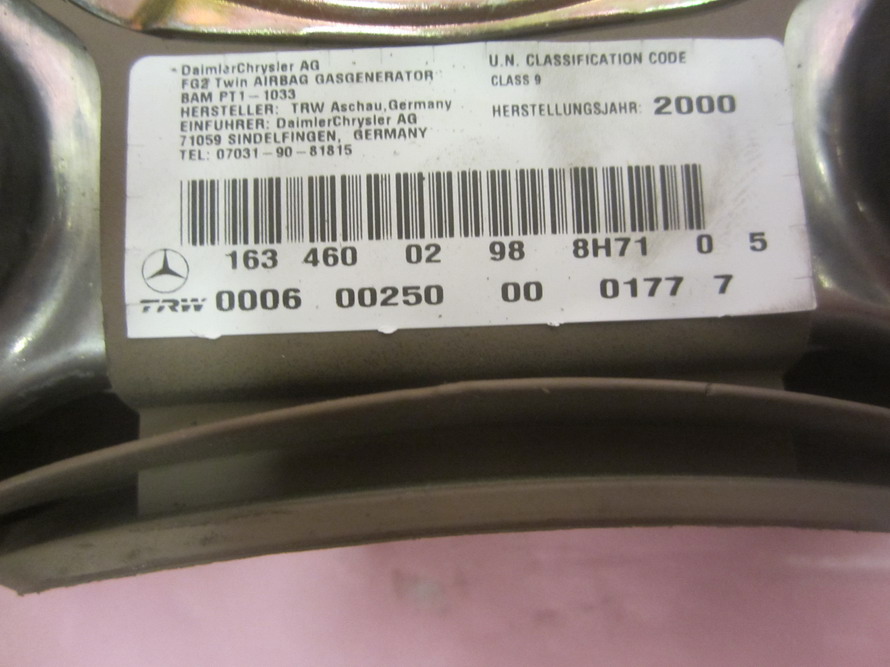 DaimlerChrysler AG
FG2 Twin AIRBAG GASGENERATOR
BAM PT1-1033
HERSTELLER: TRW Aschau,Germany
EINFUHRER: DaimlerChrysler AG
71059 SINDELFINGEN, GERMANY
TEL: 07031-90-81815
U.N. CLASSIFICATION CODE
CLASS 9
HERSTELLUNGSJAHR: 2000
163 460 02 98 8H71 0 5
TRW 0006 00250 00 0177 7